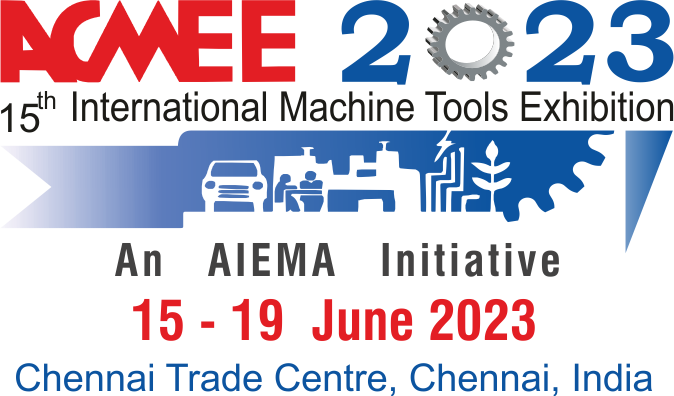 ACMEE 2023
15th International Machine Tools Exhibition
An AIEMA Initiative
15 - 19 June 2023
Chennai Trade Centre, Chennai, India